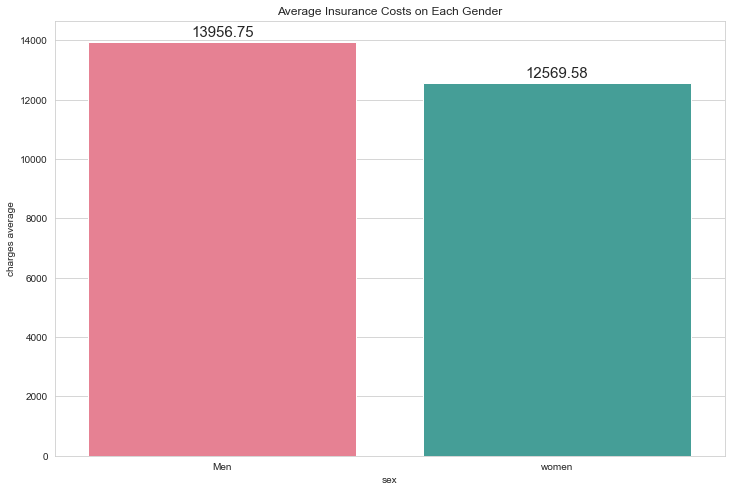 Average Insurance Costs on Each Gender
13956.75
12569.58
14000
12000
10000
8000
6000
4000
2000
0
charges average
Men
women
sex